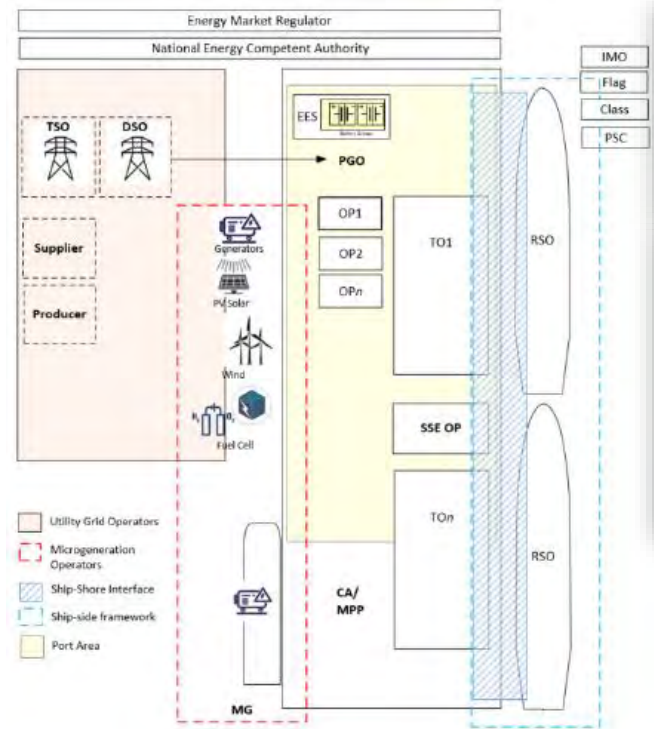 Energy Market Regulator
National Energy Competent Authority
IMO
Flag
Class
PSC
TSO
DSO
EES
PGO
Supplier
Producer
Generators
PV Solar
Wind
Fuel Cell
OP1
OP2
OPn
TO1
RSO
SSE OP
TOn
RSO
CA/
MPP
MG
Utility Grid Operators
Microgeneration
Operators
Ship-Shore Interface
Ship-side framework
Port Area